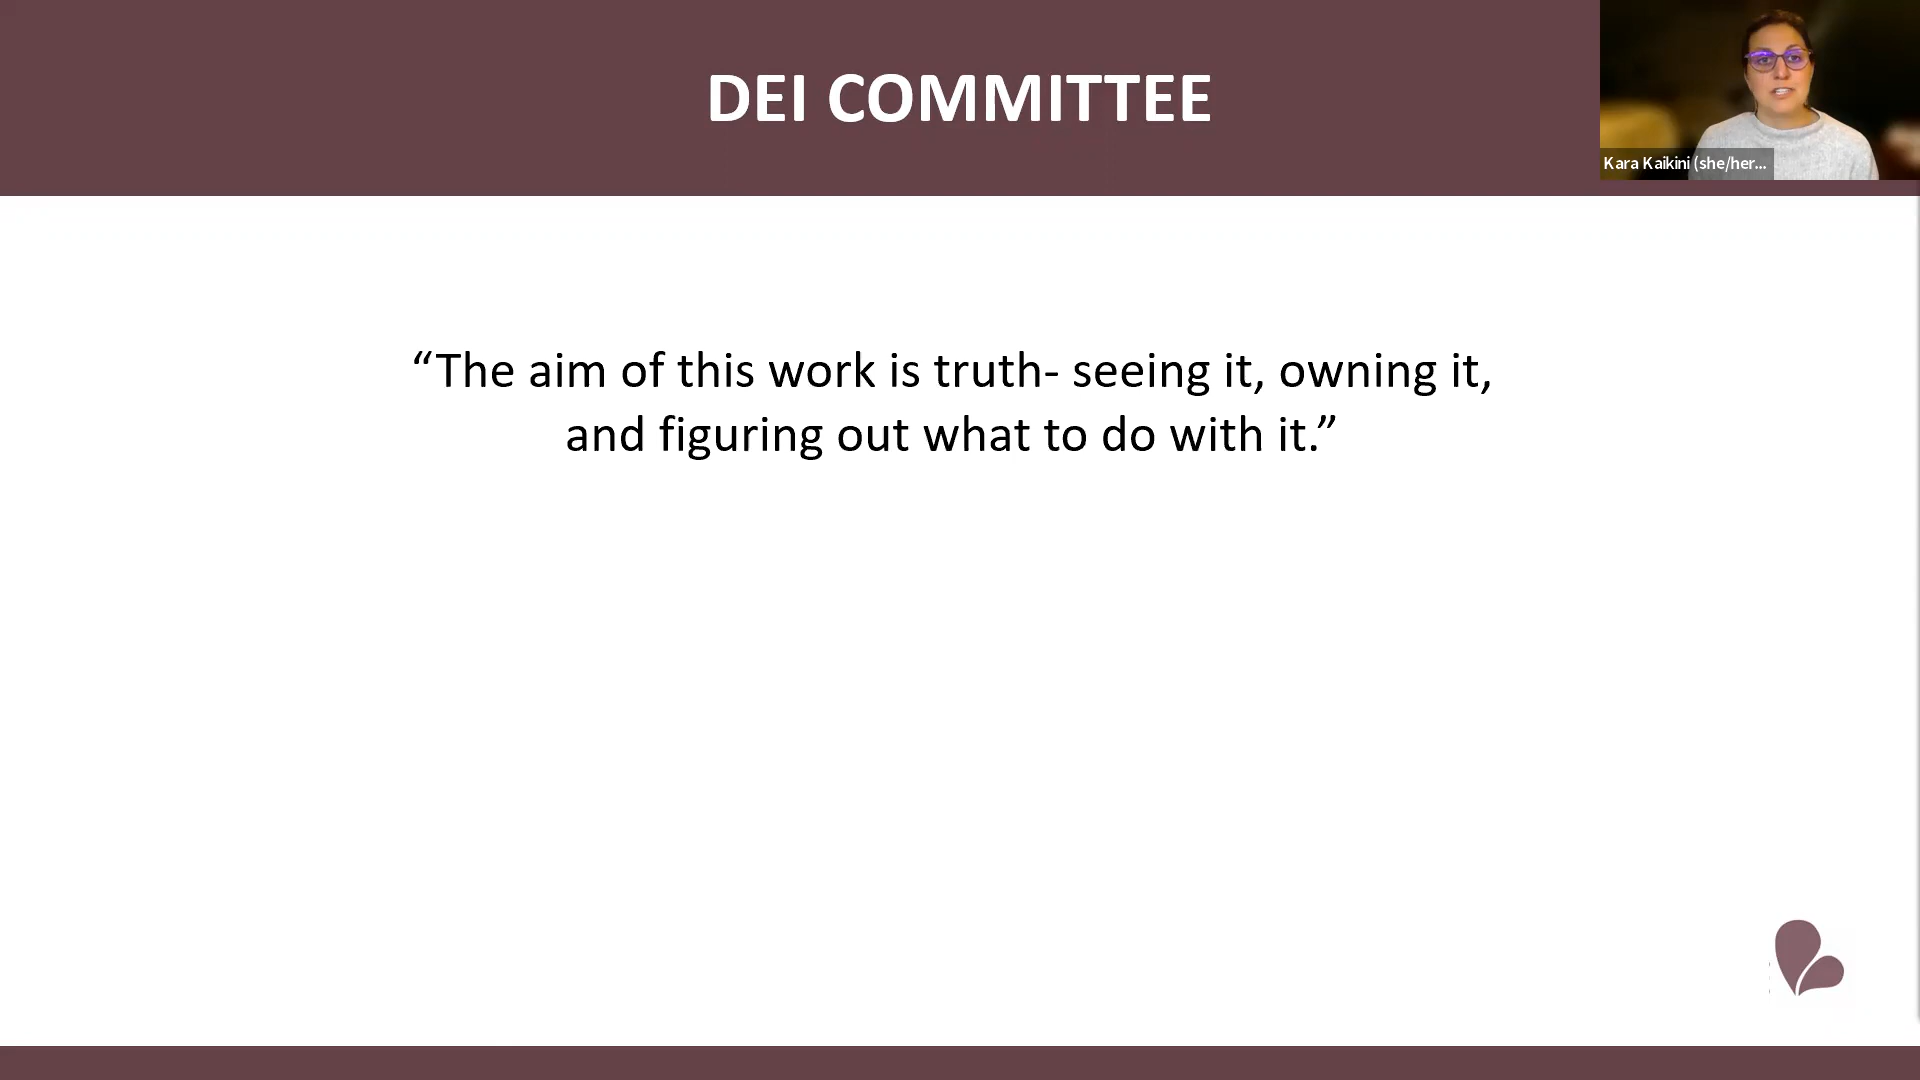 DEI COMMITTEE
Kara Kaikini (she/her...
“The aim of this work is truth- seeing it, owning it,
and figuring out what to do with it.”